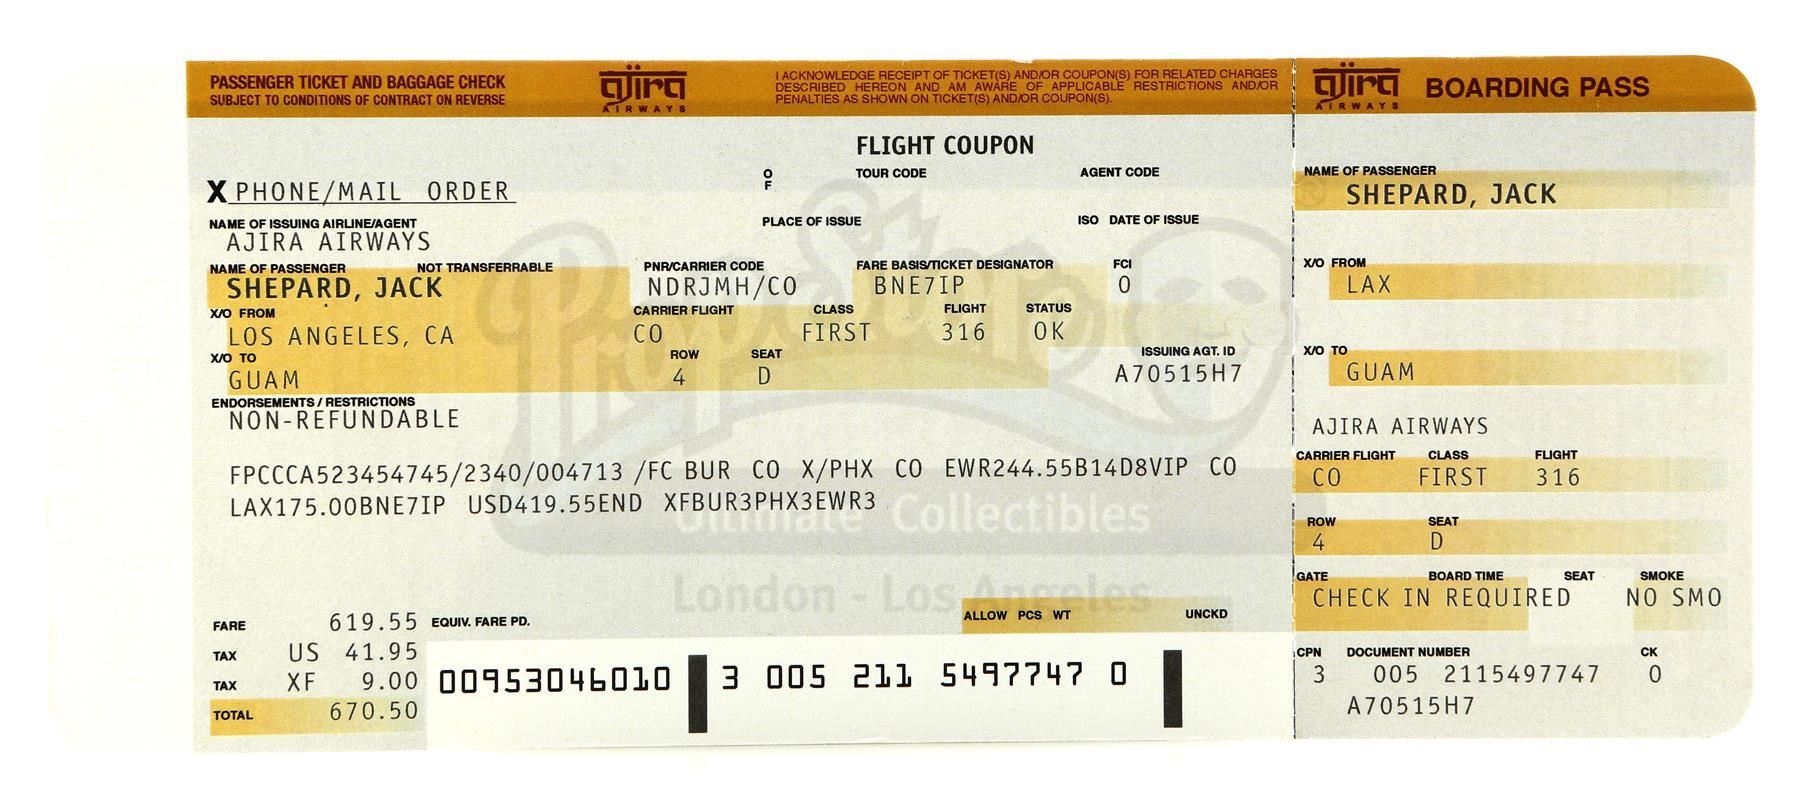 PASSENGER TICKET AND BAGGAGE CHECK
SUBJECT TO CONDITIONS OF CONTRACT ON REVERSE
ajira
AIRWAYS
I ACKNOWLEDGE RECEIPT OF TICKET(S) AND/OR COUPON(S) FOR RELATED CHARGES
DESCRIBED HEREON AND AM AWARE OF APPLICABLE RESTRICTIONS AND/OR
PENALTIES AS SHOWN ON TICKET(S) AND/OR COUPON(S).
FLIGHT COUPON
X PHONE/MAIL ORDER
OF TOUR CODE AGENT CODE
NAME OF ISSUING AIRLINE/AGENT PLACE OF ISSUE ISO DATE OF ISSUE
AJIRA AIRWAYS
NAME OF PASSENGER NOT TRANSFERRABLE PNR/CARRIER CODE FARE BASIS/TICKET DESIGNATOR FCI
SHEPARD, JACK NDRJMH/CO BNE7IP 0
X/O FROM CARRIER FLIGHT CLASS FLIGHT STATUS
LOS ANGELES, CA CO FIRST 316 OK
X/O TO ROW SEAT ISSUING AGT. ID
GUAM 4 D A70515H7
ENDORSEMENTS / RESTRICTIONS
NON-REFUNDABLE
FPCCCA523454745/2340/004713 /FC BUR CO X/PHX CO EWR244.55B14D8VIP CO
LAX175.00BNE7IP USD419.55END XFBUR3PHX3EWR3
Propstore
Ultimate Collectibles
London - Los Angeles
FARE 619.55 EQUIV. FARE PD. ALLOW PCS WT UNCKD
TAX US 41.95
TAX XF 9.00
TOTAL 670.50
00953046010 3 005 211 5497747 0
ajira
AIRWAYS
BOARDING PASS
NAME OF PASSENGER
SHEPARD, JACK
X/O FROM
LAX
X/O TO
GUAM
AJIRA AIRWAYS
CARRIER FLIGHT CLASS FLIGHT
CO FIRST 316
ROW SEAT
4 D
GATE BOARD TIME SEAT SMOKE
CHECK IN REQUIRED NO SMO
CPN DOCUMENT NUMBER CK
3 005 2115497747 0
A70515H7